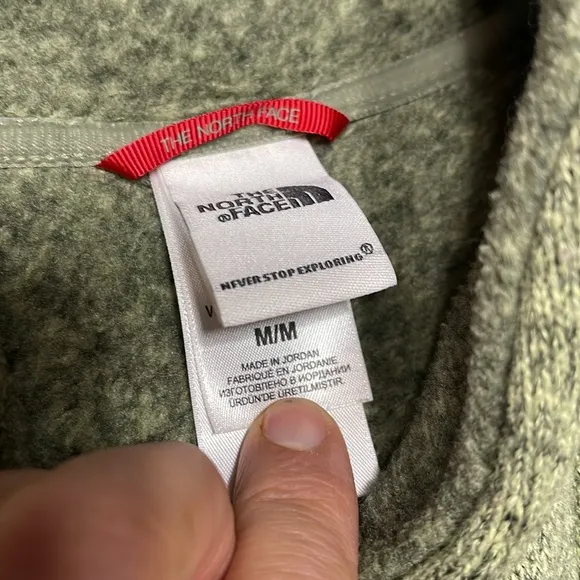 THE NORTH FACE
THE
NORTH
®FACE
NEVER STOP EXPLORING®
V
M/M
MADE IN JORDAN
FABRIQUÉ EN JORDANIE
ИЗГОТОВЛЕНО В ИОРДАНИИ
ÜRDÜN'DE ÜRETILMISTIR.